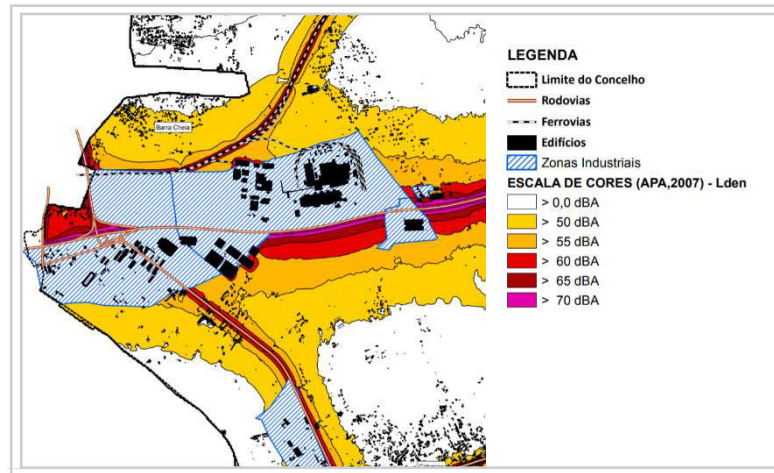 Barra Cheia
LEGENDA
Limite do Concelho
Rodovias
Ferrovias
Edifícios
Zonas Industriais
ESCALA DE CORES (APA,2007) - Lden
> 0,0 dBA
> 50 dBA
> 55 dBA
> 60 dBA
> 65 dBA
> 70 dBA